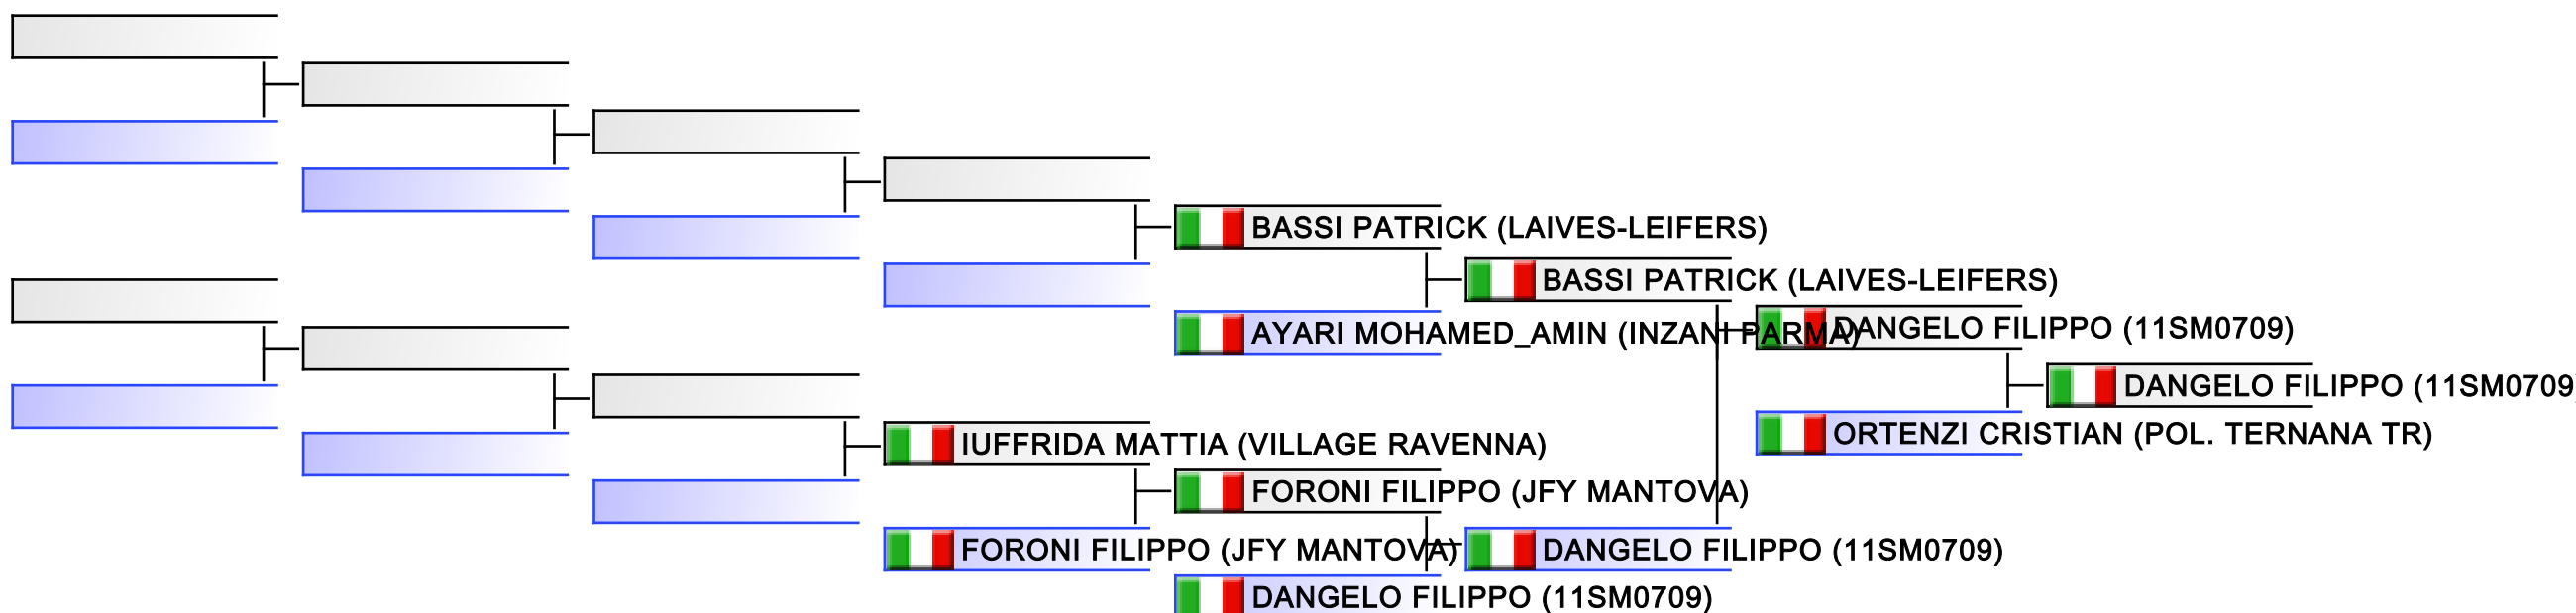 BASSI PATRICK (LAIVES-LEIFERS)
BASSI PATRICK (LAIVES-LEIFERS)
AYARI MOHAMED_AMIN (INZANI PARMA)
DANGELO FILIPPO (11SM0709)
DANGELO FILIPPO (11SM0709)
ORTENZI CRISTIAN (POL. TERNANA TR)
IUFFRIDA MATTIA (VILLAGE RAVENNA)
FORONI FILIPPO (JFY MANTOVA)
FORONI FILIPPO (JFY MANTOVA)
DANGELO FILIPPO (11SM0709)
DANGELO FILIPPO (11SM0709)